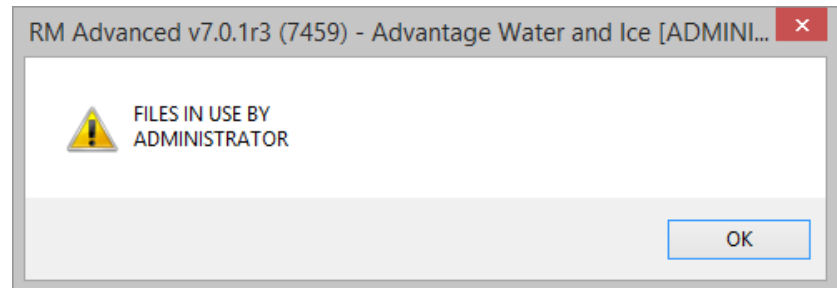 RM Advanced v7.0.1r3 (7459) - Advantage Water and Ice [ADMINI...
FILES IN USE BY
ADMINISTRATOR
OK